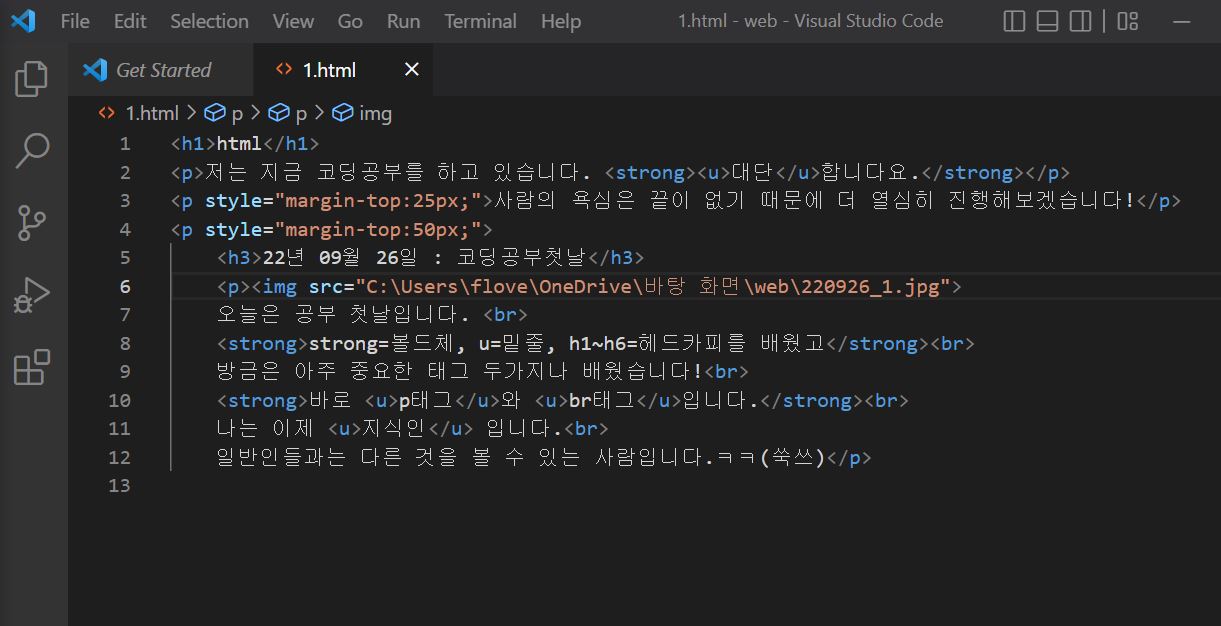 File Edit Selection View Go Run Terminal Help 1.html - web - Visual Studio Code
Get Started 1.html
1.html > p > p > img
1 <h1>html</h1>
2 <p>저는 지금 코딩공부를 하고 있습니다. <strong><u>대단</u>합니다요.</strong></p>
3 <p style="margin-top:25px;">사람의 욕심은 끝이 없기 때문에 더 열심히 진행해보겠습니다!</p>
4 <p style="margin-top:50px;">
5 <h3>22년 09월 26일 : 코딩공부첫날</h3>
6 <p><img src="C:\Users\flove\OneDrive\바탕 화면\web\220926_1.jpg">
7 오늘은 공부 첫날입니다. <br>
8 <strong>strong=볼드체, u=밑줄, h1~h6=헤드카피를 배웠고</strong><br>
9 방금은 아주 중요한 태그 두가지나 배웠습니다!<br>
10 <strong>바로 <u>p태그</u>와 <u>br태그</u>입니다.</strong><br>
11 나는 이제 <u>지식인</u> 입니다.<br>
12 일반인들과는 다른 것을 볼 수 있는 사람입니다.ㅋㅋ(쑥쓰)</p>
13